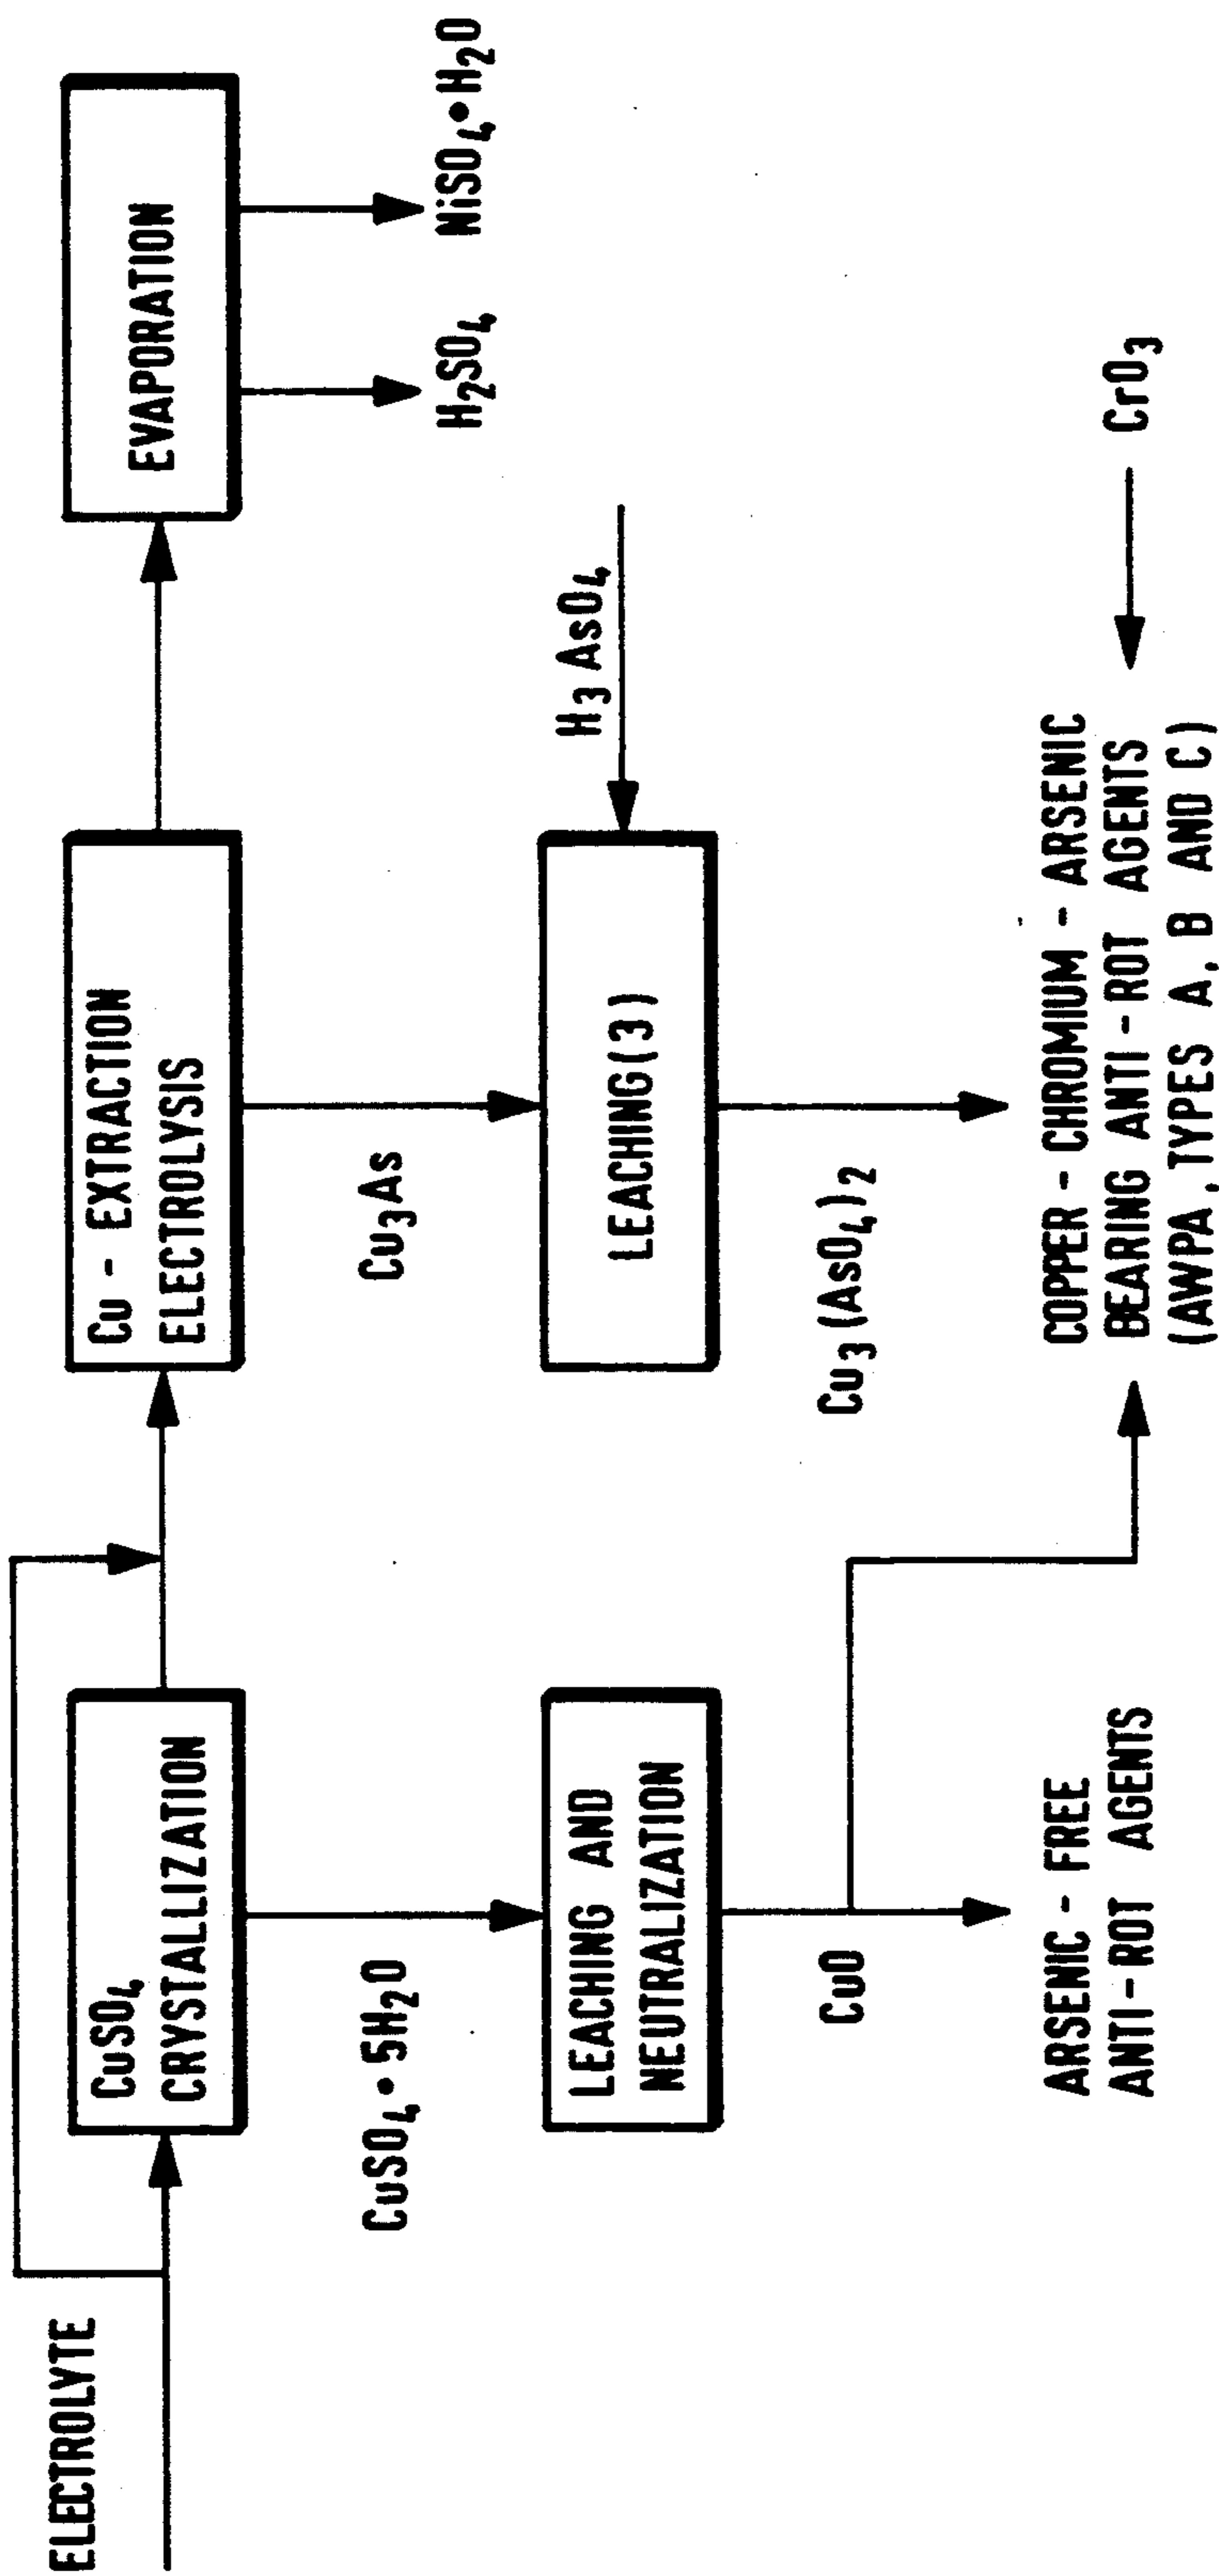 ELECTROLYTE
CuSO₄
CRYSTALLIZATION
Cu - EXTRACTION
ELECTROLYSIS
EVAPORATION
CuSO₄•5H₂O
Cu₃As
H₂SO₄
NiSO₄•H₂O
LEACHING AND
NEUTRALIZATION
LEACHING(3)
H₃AsO₄
CuO
Cu₃(AsO₄)₂
ARSENIC - FREE
ANTI-ROT AGENTS
COPPER - CHROMIUM - ARSENIC
BEARING ANTI - ROT AGENTS
(AWPA, TYPES A, B AND C)
CrO₃